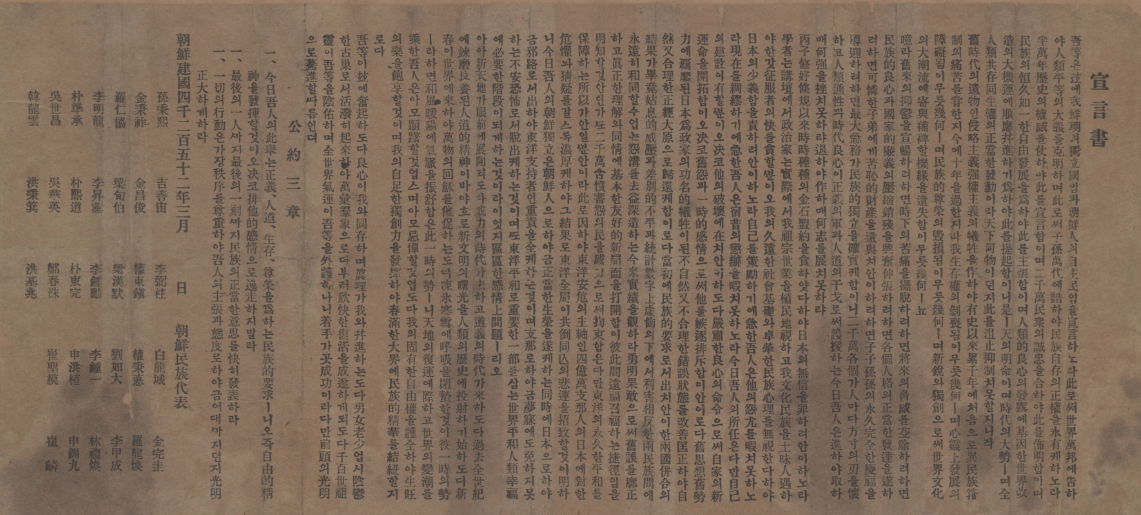 宣言書
吾等은玆에我鮮朝의獨立國임과朝鮮人의自主民임을宣言하노라此로써世界萬邦에告하
야人類平等의大義를克明하며此로써子孫萬代에誥하야民族自存의正權을永有케하노라
半萬年歷史의權威를仗하야此를宣言함이며二千萬民衆의誠忠을合하야此를佈明함이며
民族의恒久如一한自由發展을爲하야此를主張함이며人類的良心의發露에基因한世界改
造의大機運에順應幷進하기爲하야此를提起함이니是ㅣ天의明命이며時代의大勢ㅣ며全
人類共存同生權의正當한發動이라天下何物이던지此를沮止抑制치못할지니라
舊時代의遺物인侵略主義强權主義의犧牲을作하야有史以來累千年에처음으로異民族箝
制의痛苦를嘗한지今에十年을過한지라我生存權의剝喪됨이무릇幾何ㅣ며心靈上發展의
障礙됨이무릇幾何ㅣ며民族的尊榮의毁損됨이무릇幾何ㅣ며新銳와獨創으로써世界文化
의大潮流에寄與補裨할機緣을遺失함이무릇幾何ㅣ뇨
噫라舊來의抑鬱을宣暢하려하면時下의苦痛을擺脫하려하면將來의脅威를芟除하려하면
民族的良心과國家的廉義의壓縮銷殘을興奮伸張하려하면各個人格의正當한發達을遂하
려하면可憐한子弟에게苦恥的財産을遺與치안이하려하면子子孫孫의永久完全한慶福을
導迎하려하면最大急務가民族的獨立을確實케함이니二千萬各個가人마다方寸의刃을懷
하고人類通性과時代良心이正義의軍과人道의干戈로써護援하는今日吾人은進하야取하
매何强을挫치못하랴退하야作하매何志를展치못하랴
丙子修好條規以來時時種種의金石盟約을食하얏다하야日本의無信을罪하려안이하노라
學者는講壇에서政治家는實際에서我祖宗世業을植民地視하고我文化民族을土昧人遇하
야한갓征服者의快를貪할뿐이오我의久遠한社會基礎와卓犖한民族心理를無視한다하야
日本의少義함을責하려안이하노라自己를策勵하기에急한吾人은他의怨尤를暇치못하노
라現在를綢繆하기에急한吾人은宿昔의懲辨을暇치못하노라今日吾人의所任은다만自己
의建設이有할뿐이오決코他의破壞에在치안이하도다嚴肅한良心의命令으로써自家의新
運命을開拓함이오決코舊怨과一時的感情으로써他를嫉逐排斥함이안이로다舊思想舊勢
力에羈縻된日本爲政家의功名的犧牲이된不自然又不合理한錯誤狀態를改善匡正하야自
然又合理한正經大原으로歸還케함이로다當初에民族的要求로서出치안이한兩國倂合의
結果가畢竟姑息的威壓과差別的不平과統計數字上虛飾의下에서利害相反한兩民族間에
永遠히和同할수업는怨溝를去益深造하는今來實績을觀하라勇明果敢으로써舊誤를廓正
하고眞正한理解와同情에基本한友好的新局面을打開함이彼此間遠禍召福하는捷徑임을
明知할것안인가또二千萬含憤蓄怨의民을威力으로써拘束함은다만東洋의永久한平和를
保障하는所以가안일뿐안이라此로因하야東洋安危의主軸인四億萬支那人의日本에對한
危懼와猜疑를갈스록濃厚케하야그結果로東洋全局이共倒同亡의悲運을招致할것이明하
니今日吾人의朝鮮獨立은朝鮮人으로하야금正當한生榮을遂케하는同時에日本으로하야
금邪路로서出하야東洋支持者인重責을全케하는것이며支那로하야금夢寐에도免하지못
하는不安恐怖로서脫出케하는것이며또東洋平和로重要한一部를삼는世界平和人類幸福
에必要한階段이되게하는것이라이엇지區區한感情上問題ㅣ리오
아아新天地가眼前에展開되도다威力의時代가去하고道義의時代가來하도다過去全世紀
에鍊磨長養된人道的精神이바야흐로新文明의曙光을人類의歷史에投射하기始하도다新
春이世界에來하야萬物의回蘇를催促하는도다凍氷寒雪에呼吸을閉蟄한것이彼一時의勢
ㅣ라하면和風暖陽에氣脈을振舒함은此一時의勢ㅣ니天地의復運에際하고世界의變潮를
乘한吾人은아모躊躇할것업스며아모忌憚할것업도다我의固有한自由權을護全하야生旺
의樂을飽享할것이며我의自足한獨創力을發揮하야春滿한大界에民族的精華를結紐할지
로다
吾等이玆에奮起하도다良心이我와同存하며眞理가我와幷進하는도다男女老少업시陰鬱
한古巢로서活潑히起來하야萬彙羣象으로더부러欣快한復活을成遂하게되도다千百世祖
靈이吾等을陰佑하며全世界氣運이吾等을外護하나니着手가곳成功이라다만前頭의光明
으로驀進할따름인뎌
公約三章
一、今日吾人의此擧는正義、人道、生存、尊榮을爲하는民族的要求ㅣ니오즉自由的精
神을發揮할것이오決코排他的感情으로逸走하지말라
一、最後의一人까지最後의一刻까지民族의正當한意思를快히發表하라
一、一切의行動은가장秩序를尊重하야吾人의主張과態度로하야금어대까지던지光明
正大하게하라
朝鮮建國四千二百五十二年三月 日 朝鮮民族代表
孫秉熙 吉善宙 李弼柱 白龍城 金完圭
金秉祚 金昌俊 權東鎭 權秉悳 羅龍煥
羅仁協 梁甸伯 梁漢默 劉如大 李甲成
李明龍 李昇薰 李鍾勳 李鍾一 林禮煥
朴準承 朴熙道 朴東完 申洪植 申錫九
吳世昌 吳華英 鄭春洙 崔聖模 崔麟
韓龍雲 洪秉箕 洪基兆